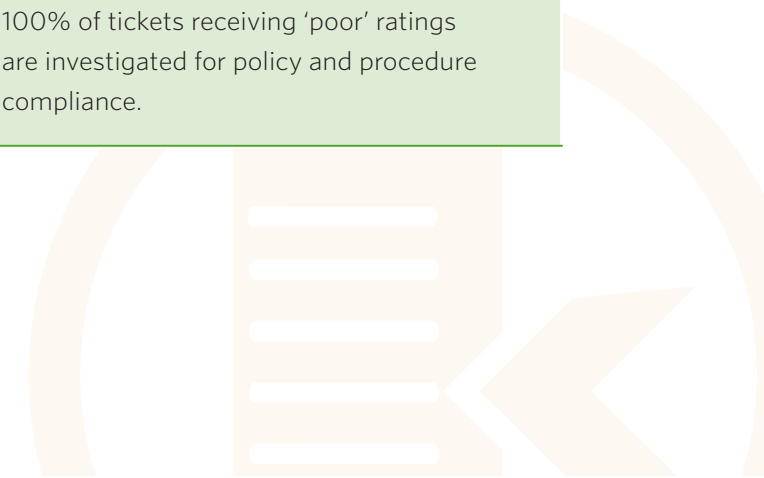 100% of tickets receiving ‘poor’ ratings
are investigated for policy and procedure
compliance.